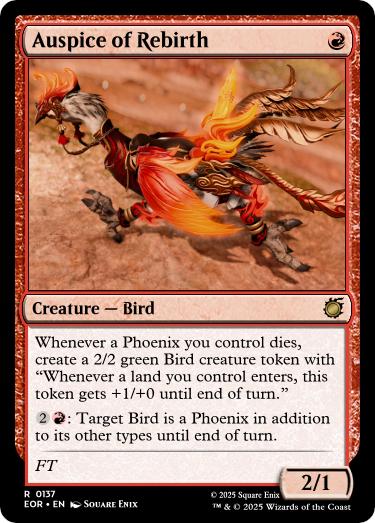 Auspice of Rebirth
Creature — Bird
Whenever a Phoenix you control dies,
create a 2/2 green Bird creature token with
“Whenever a land you control enters, this
token gets +1/+0 until end of turn.”
2 : Target Bird is a Phoenix in addition
to its other types until end of turn.
FT
2/1
R 0137
EOR • EN SQUARE ENIX
© 2025 Square Enix
™ & © 2025 Wizards of the Coast